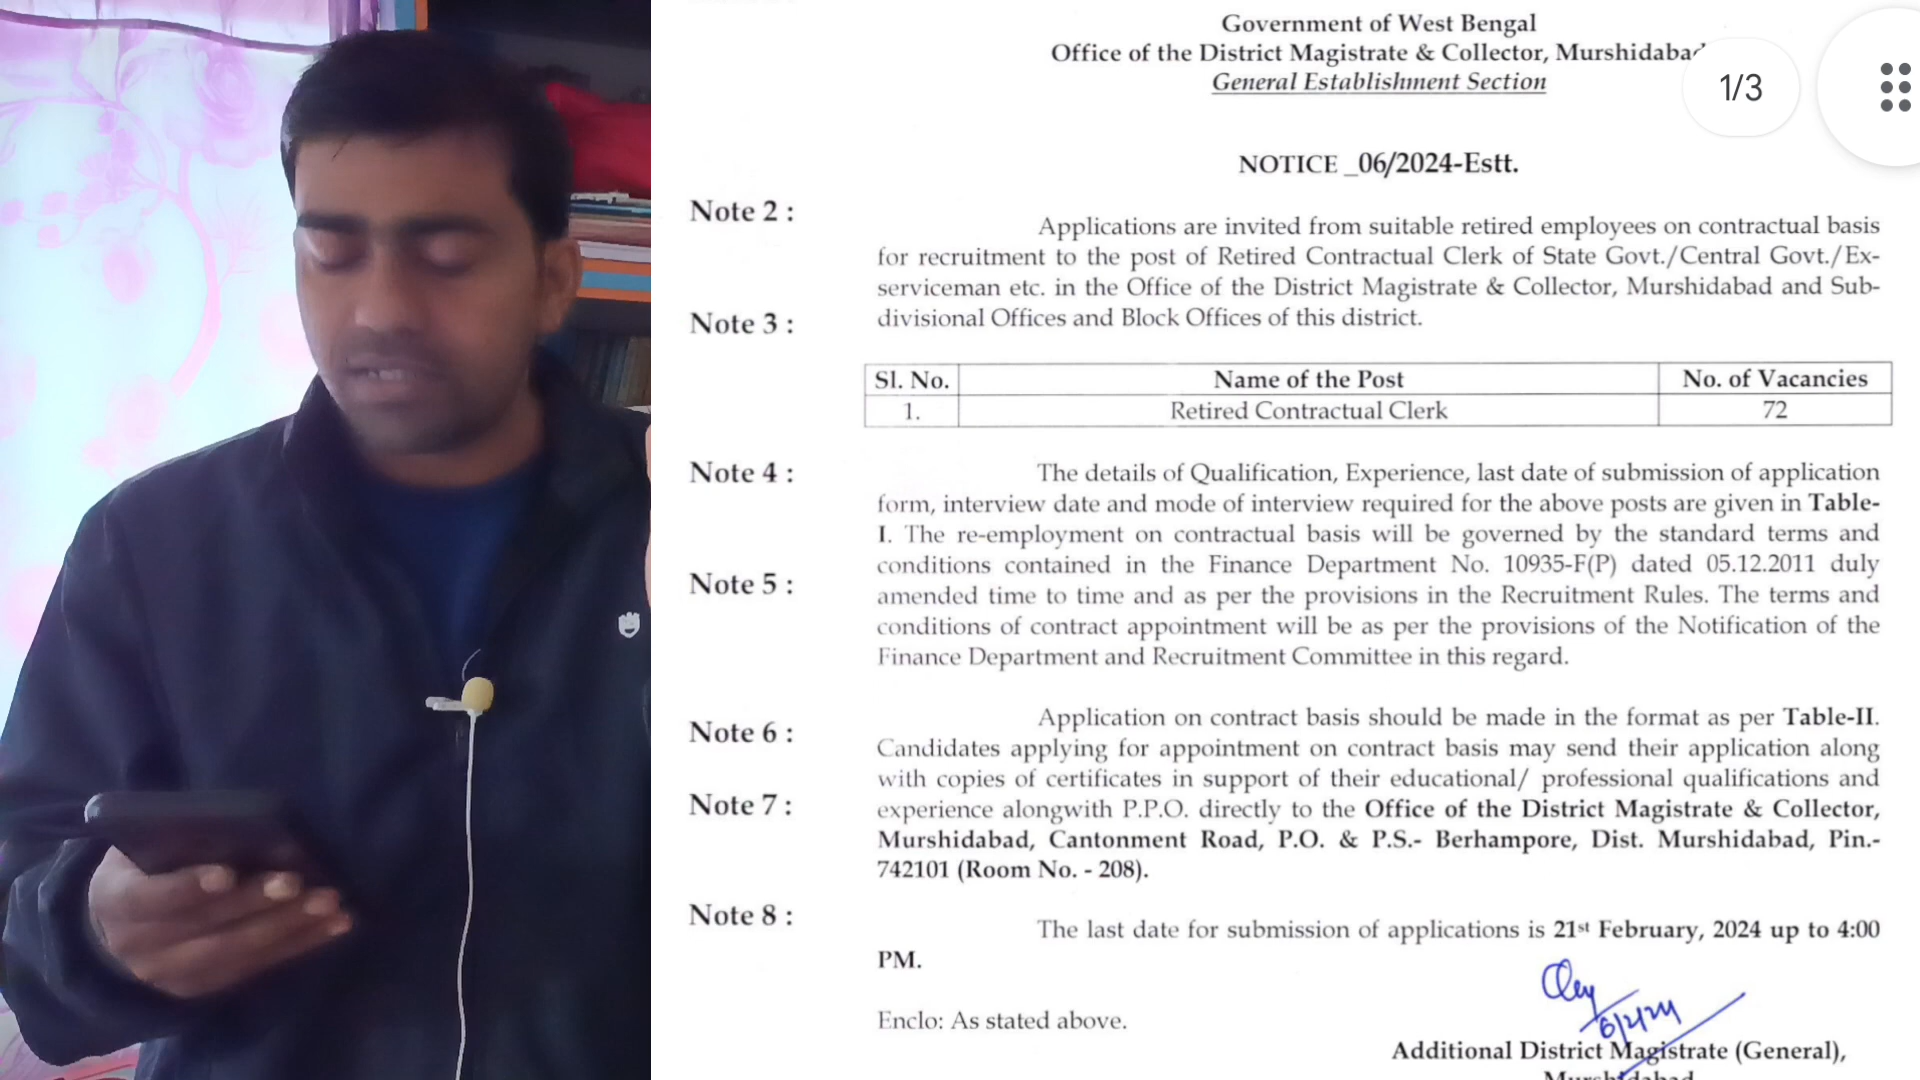 Government of West Bengal
Office of the District Magistrate & Collector, Murshidabad
General Establishment Section
1/3
NOTICE _06/2024-Estt.
Note 2 :
Applications are invited from suitable retired employees on contractual basis
for recruitment to the post of Retired Contractual Clerk of State Govt./Central Govt./Ex-
serviceman etc. in the Office of the District Magistrate & Collector, Murshidabad and Sub-
Note 3 :
divisional Offices and Block Offices of this district.
Sl. No. Name of the Post No. of Vacancies
1. Retired Contractual Clerk 72
Note 4 :
The details of Qualification, Experience, last date of submission of application
form, interview date and mode of interview required for the above posts are given in Table-
I. The re-employment on contractual basis will be governed by the standard terms and
conditions contained in the Finance Department No. 10935-F(P) dated 05.12.2011 duly
Note 5 :
amended time to time and as per the provisions in the Recruitment Rules. The terms and
conditions of contract appointment will be as per the provisions of the Notification of the
Finance Department and Recruitment Committee in this regard.
Application on contract basis should be made in the format as per Table-II.
Note 6 :
Candidates applying for appointment on contract basis may send their application along
with copies of certificates in support of their educational/ professional qualifications and
Note 7 :
experience alongwith P.P.O. directly to the Office of the District Magistrate & Collector,
Murshidabad, Cantonment Road, P.O. & P.S.- Berhampore, Dist. Murshidabad, Pin.-
742101 (Room No. - 208).
Note 8 :
The last date for submission of applications is 21st February, 2024 up to 4:00
PM.
6/2/24
Enclo: As stated above.
Additional District Magistrate (General),
Murshidabad